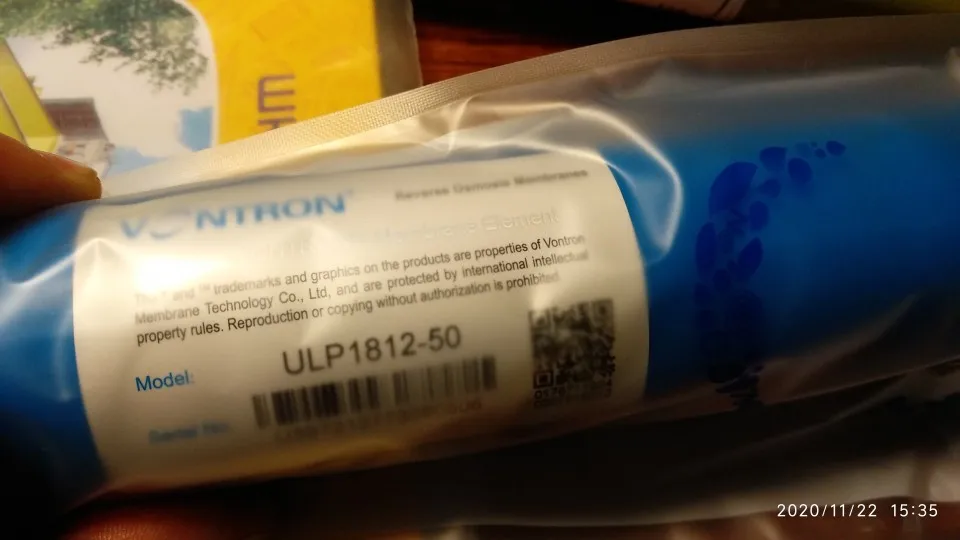 VONTRON
Reverse Osmosis Membranes
Element
trademarks and graphics on the products are properties of Vontron
Membrane Technology Co., Ltd, and are protected by international intellectual
property rules. Reproduction or copying without authorization is prohibited.
Model: ULP1812-50
Serial No.
2020/11/22 15:35